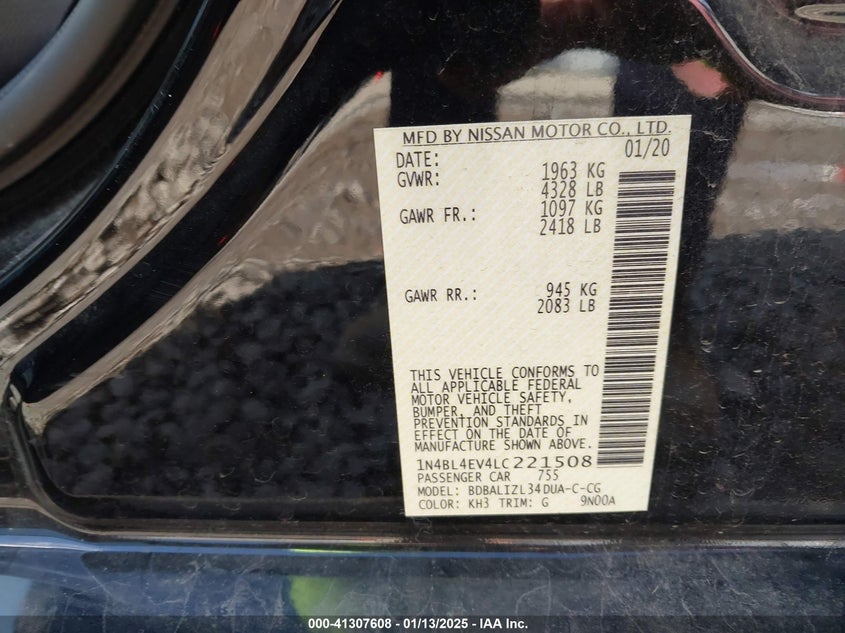 MFD BY NISSAN MOTOR CO., LTD.
DATE: 01/20
GVWR: 1963 KG
4328 LB
GAWR FR.: 1097 KG
2418 LB
GAWR RR.: 945 KG
2083 LB
THIS VEHICLE CONFORMS TO
ALL APPLICABLE FEDERAL
MOTOR VEHICLE SAFETY,
BUMPER, AND THEFT
PREVENTION STANDARDS IN
EFFECT ON THE DATE OF
MANUFACTURE SHOWN ABOVE.
1N4BL4EV4LC221508
PASSENGER CAR 755
MODEL: BDBALIZL34DUA-C-CG
COLOR: KH3 TRIM: G 9N00A
000-41307608 - 01/13/2025 - IAA Inc.